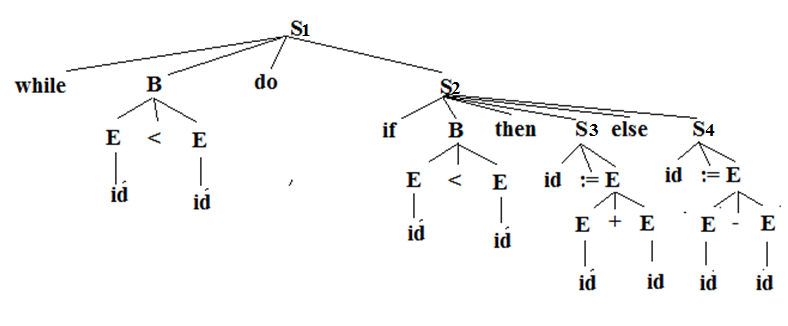 S1
while B do S2
E < E if B then S3 else S4
id id E < E id := E id := E
id id E + E E - E
id id id id